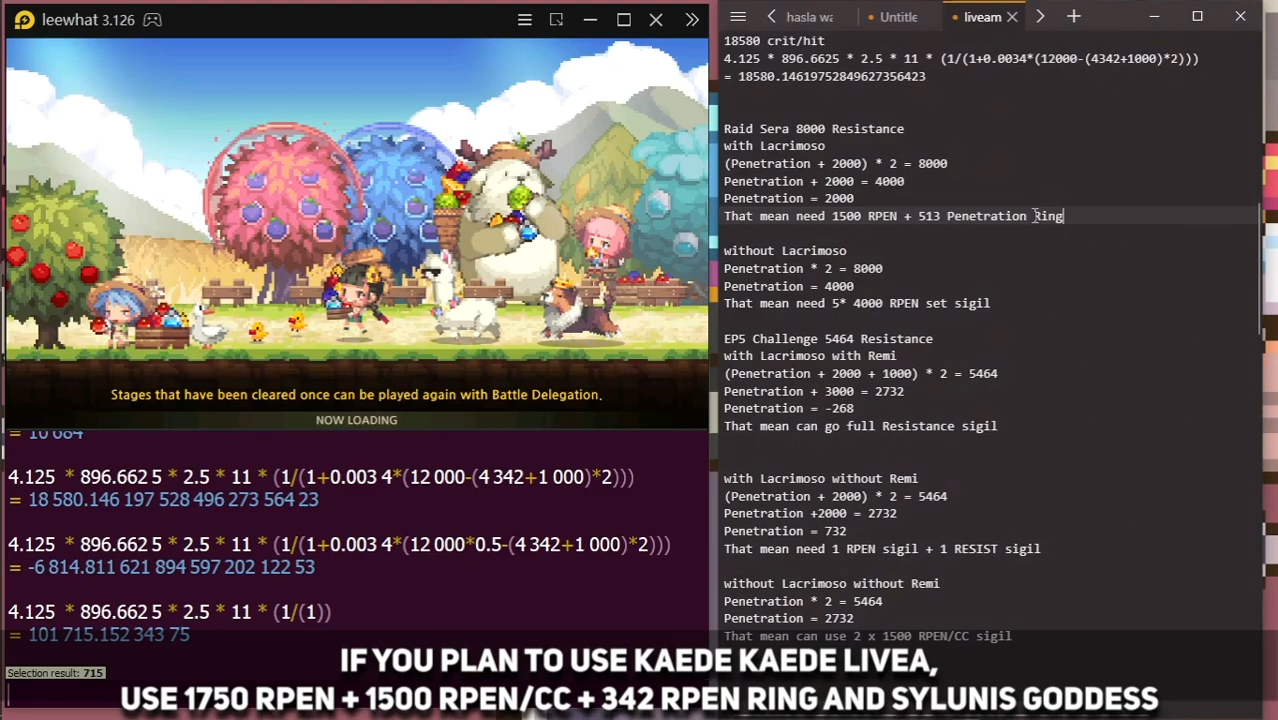 leewhat 3.126
hasla wa
Untitle
liveam
18580 crit/hit
4.125 * 896.6625 * 2.5 * 11 * (1/(1+0.0034*(12000-(4342+1000)*2)))
= 18580.14619752849627356423
Raid Sera 8000 Resistance
with Lacrimoso
(Penetration + 2000) * 2 = 8000
Penetration + 2000 = 4000
Penetration = 2000
That mean need 1500 RPEN + 513 Penetration Ring
without Lacrimoso
Penetration * 2 = 8000
Penetration = 4000
That mean need 5* 4000 RPEN set sigil
EPS Challenge 5464 Resistance
with Lacrimoso with Remi
(Penetration + 2000 + 1000) * 2 = 5464
Penetration + 3000 = 2732
Penetration = -268
That mean can go full Resistance sigil
with Lacrimoso without Remi
(Penetration + 2000) * 2 = 5464
Penetration +2000 = 2732
Penetration = 732
That mean need 1 RPEN sigil + 1 RESIST sigil
without Lacrimoso without Remi
Penetration * 2 = 5464
Penetration = 2732
That mean can use 2 x 1500 RPEN/CC sigil
Stages that have been cleared once can be played again with Battle Delegation.
NOW LOADING
= 10 684
4.125 * 896.662 5 * 2.5 * 11 * (1/(1+0.003 4*(12 000-(4 342+1 000)*2)))
= 18 580.146 197 528 496 273 564 23
4.125 * 896.662 5 * 2.5 * 11 * (1/(1+0.003 4*(12 000*0.5-(4 342+1 000)*2)))
= -6 814.811 621 894 597 202 122 53
4.125 * 896.662 5 * 2.5 * 11 * (1/(1))
= 101 715.152 343 75
Selection result: 715
IF YOU PLAN TO USE KAEDE KAEDE LIVEA,
USE 1750 RPEN + 1500 RPEN/CC + 342 RPEN RING AND SYLUNIS GODDESS